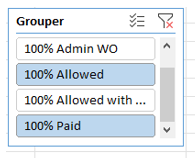 Grouper
100% Admin WO
100% Allowed
100% Allowed with ...
100% Paid